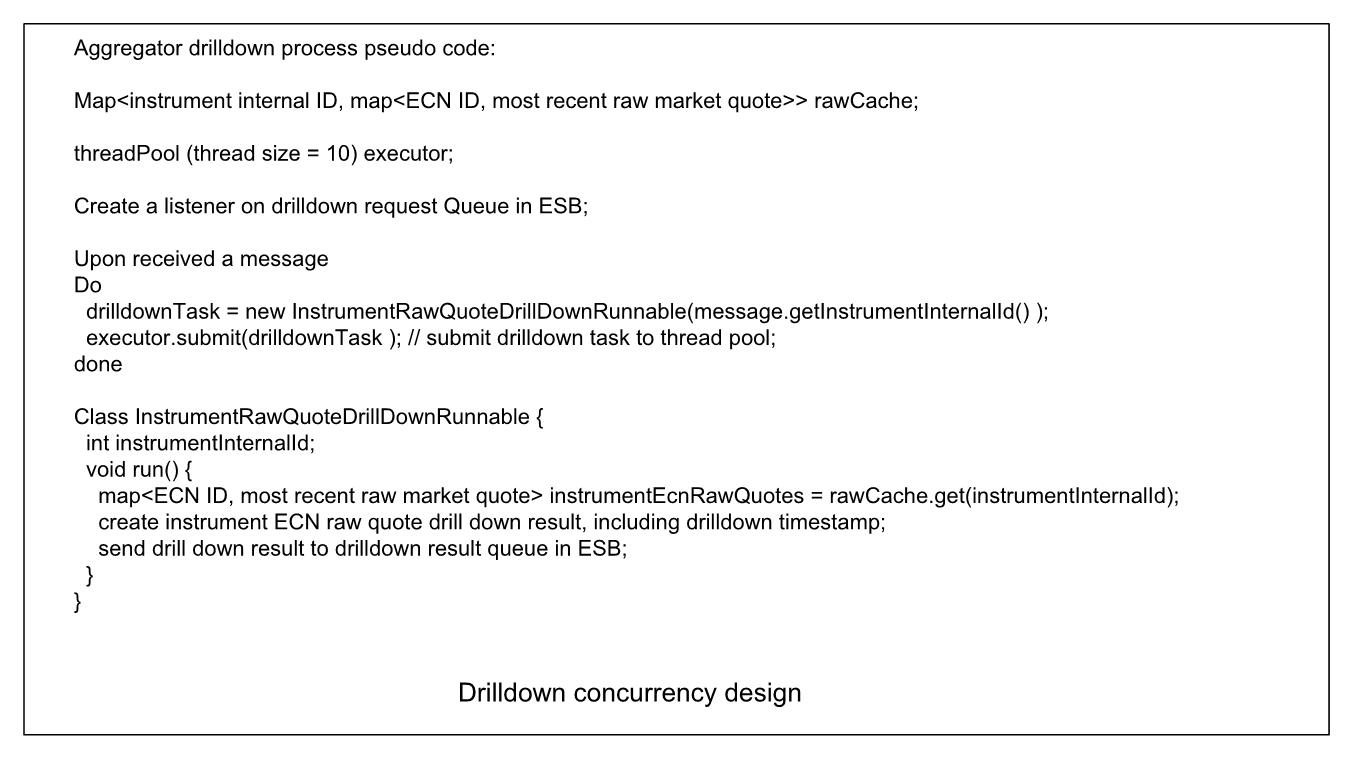 Aggregator drilldown process pseudo code:
Map<instrument internal ID, map<ECN ID, most recent raw market quote>> rawCache;
threadPool (thread size = 10) executor;
Create a listener on drilldown request Queue in ESB;
Upon received a message
Do
drilldownTask = new InstrumentRawQuoteDrillDownRunnable(message.getInstrumentInternalId() );
executor.submit(drilldownTask ); // submit drilldown task to thread pool;
done
Class InstrumentRawQuoteDrillDownRunnable {
int instrumentInternalId;
void run() {
map<ECN ID, most recent raw market quote> instrumentEcnRawQuotes = rawCache.get(instrumentInternalId);
create instrument ECN raw quote drill down result, including drilldown timestamp;
send drill down result to drilldown result queue in ESB;
}
}
Drilldown concurrency design